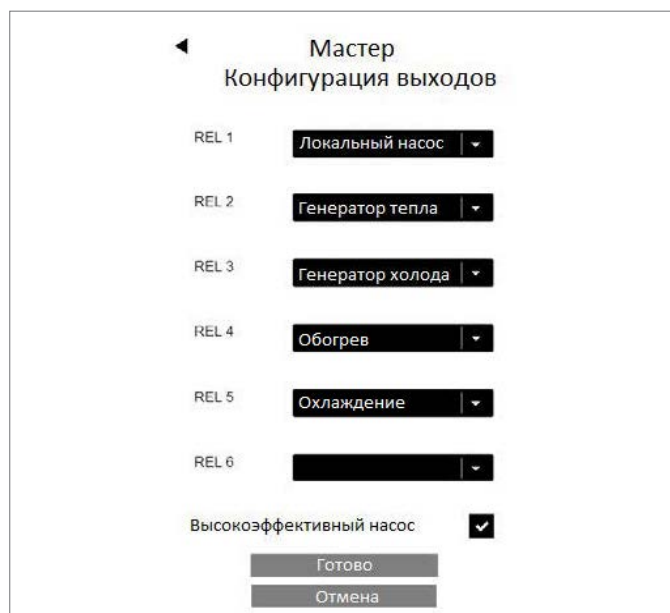 Мастер
Конфигурация выходов
REL 1 Локальный насос
REL 2 Генератор тепла
REL 3 Генератор холода
REL 4 Обогрев
REL 5 Охлаждение
REL 6
Высокоэффективный насос
Готово
Отмена